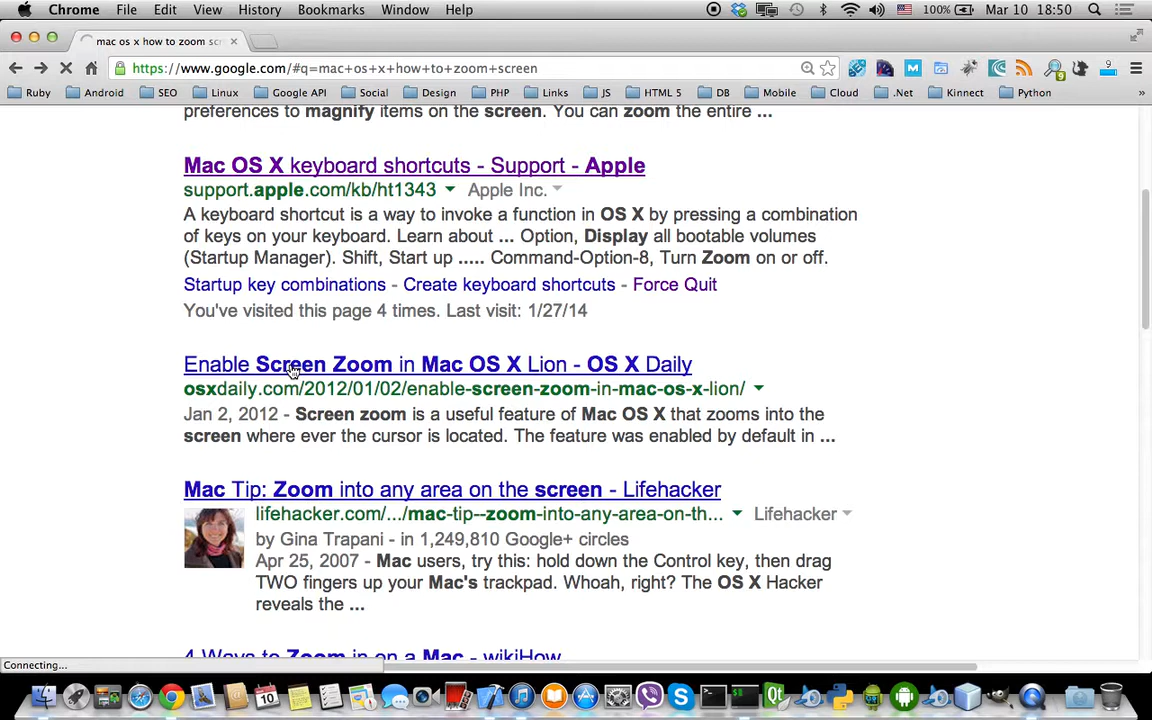 Chrome File Edit View History Bookmarks Window Help 100% Mar 10 18:50
mac os x how to zoom scr
https://www.google.com/#q=mac+os+x+how+to+zoom+screen
9
Ruby Android SEO Linux Google API Social Design PHP Links JS HTML 5 DB Mobile Cloud .Net Kinnect Python »
preferences to magnify items on the screen. You can zoom the entire ...
Mac OS X keyboard shortcuts - Support - Apple
support.apple.com/kb/ht1343 Apple Inc.
A keyboard shortcut is a way to invoke a function in OS X by pressing a combination
of keys on your keyboard. Learn about ... Option, Display all bootable volumes
(Startup Manager). Shift, Start up ..... Command-Option-8, Turn Zoom on or off.
Startup key combinations - Create keyboard shortcuts - Force Quit
You've visited this page 4 times. Last visit: 1/27/14
Enable Screen Zoom in Mac OS X Lion - OS X Daily
osxdaily.com/2012/01/02/enable-screen-zoom-in-mac-os-x-lion/
Jan 2, 2012 - Screen zoom is a useful feature of Mac OS X that zooms into the
screen where ever the cursor is located. The feature was enabled by default in ...
Mac Tip: Zoom into any area on the screen - Lifehacker
lifehacker.com/.../mac-tip--zoom-into-any-area-on-th... Lifehacker
by Gina Trapani - in 1,249,810 Google+ circles
Apr 25, 2007 - Mac users, try this: hold down the Control key, then drag
TWO fingers up your Mac's trackpad. Whoah, right? The OS X Hacker
reveals the ...
4 Ways to Zoom in on a Mac - wikiHow
Connecting...